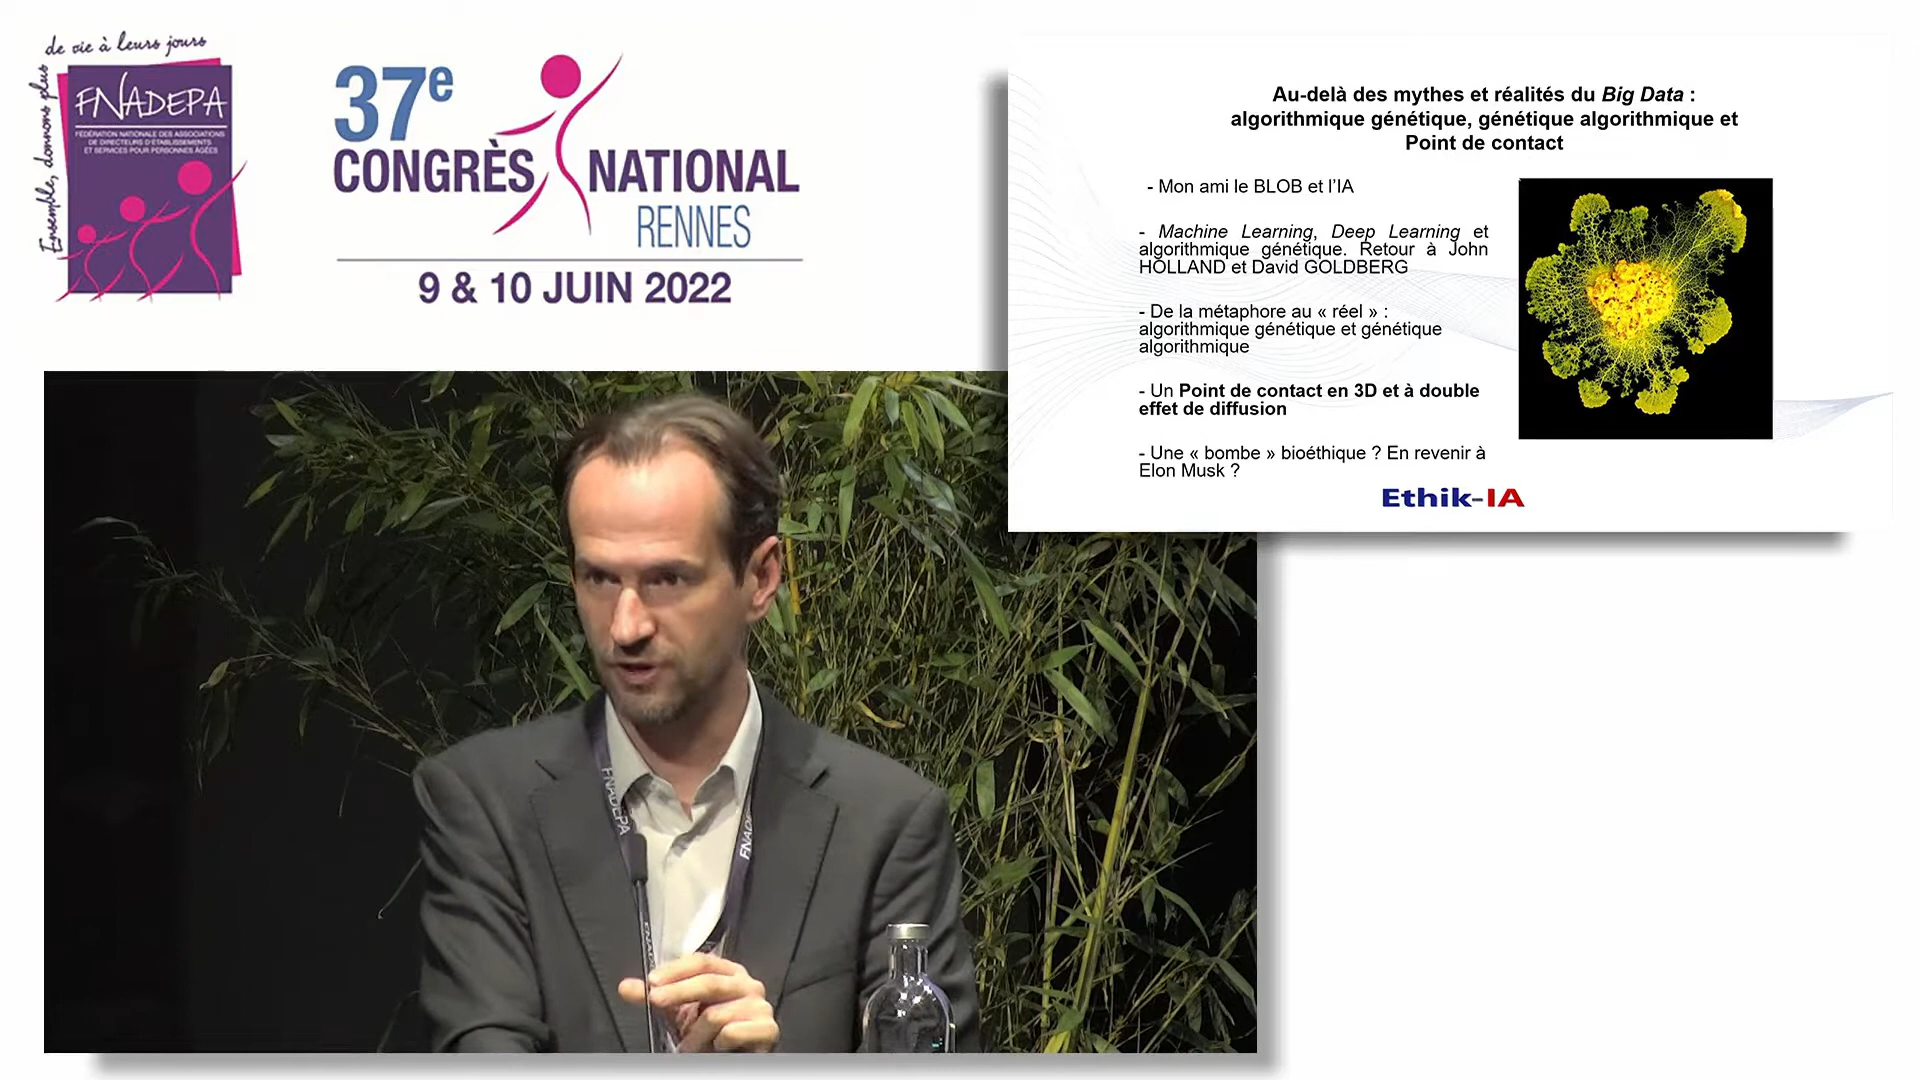 de vie à leurs jours
Ensemble, donnons plus
FNADEPA
FÉDÉRATION NATIONALE DES ASSOCIATIONS
DE DIRECTEURS D'ÉTABLISSEMENTS
ET SERVICES POUR PERSONNES ÂGÉES
37e
CONGRÈS NATIONAL
RENNES
9 & 10 JUIN 2022
Au-delà des mythes et réalités du Big Data :
algorithmique génétique, génétique algorithmique et
Point de contact
- Mon ami le BLOB et l'IA
- Machine Learning, Deep Learning et
algorithmique génétique. Retour à John
HOLLAND et David GOLDBERG
- De la métaphore au « réel » :
algorithmique génétique et génétique
algorithmique
- Un Point de contact en 3D et à double
effet de diffusion
- Une « bombe » bioéthique ? En revenir à
Elon Musk ?
Ethik-IA
FNADEPA
FNAD